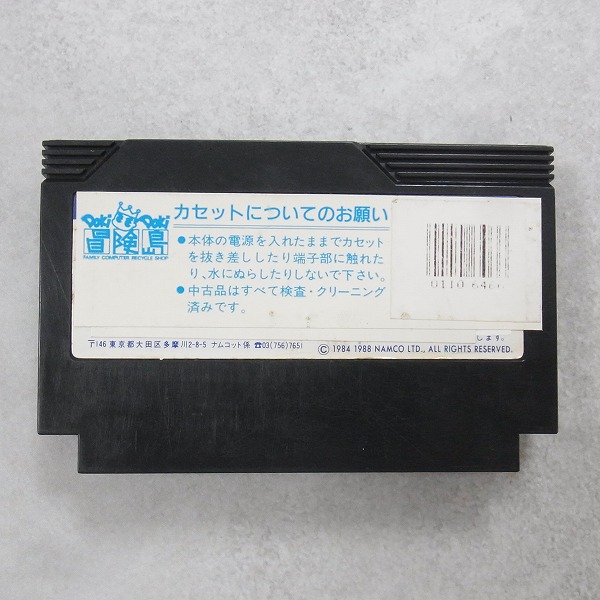 Doki Doki
冒険島
FAMILY COMPUTER RECYCLE SHOP
カセットについてのお願い
●本体の電源を入れたままでカセット
を抜き差ししたり端子部に触れた
り、水にぬらしたりしないで下さい。
●中古品はすべて検査・クリーニング
済みです。
します。
〒146 東京都大田区多摩川2-8-5 ナムコット係 ☎03(756)7651
© 1984 1988 NAMCO LTD., ALL RIGHTS RESERVED.